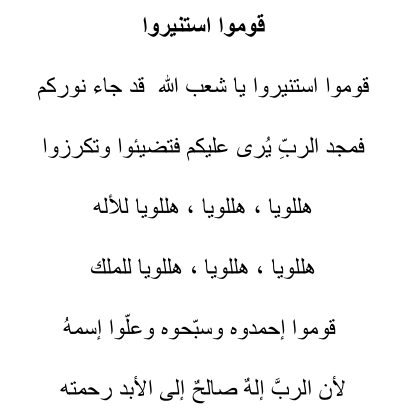 قوموا استنيروا
قوموا استنيروا يا شعب الله قد جاء نوركم
فمجد الربِّ يُرى عليكم فتضيئوا وتكرزوا
هللويا ، هللويا ، هللويا للأله
هللويا ، هللويا ، هللويا للملك
قوموا إحمدوه وسبّحوه وعلّوا إسمهُ
لأن الربَّ إلهٌ صالحٌ إلى الأبد رحمته